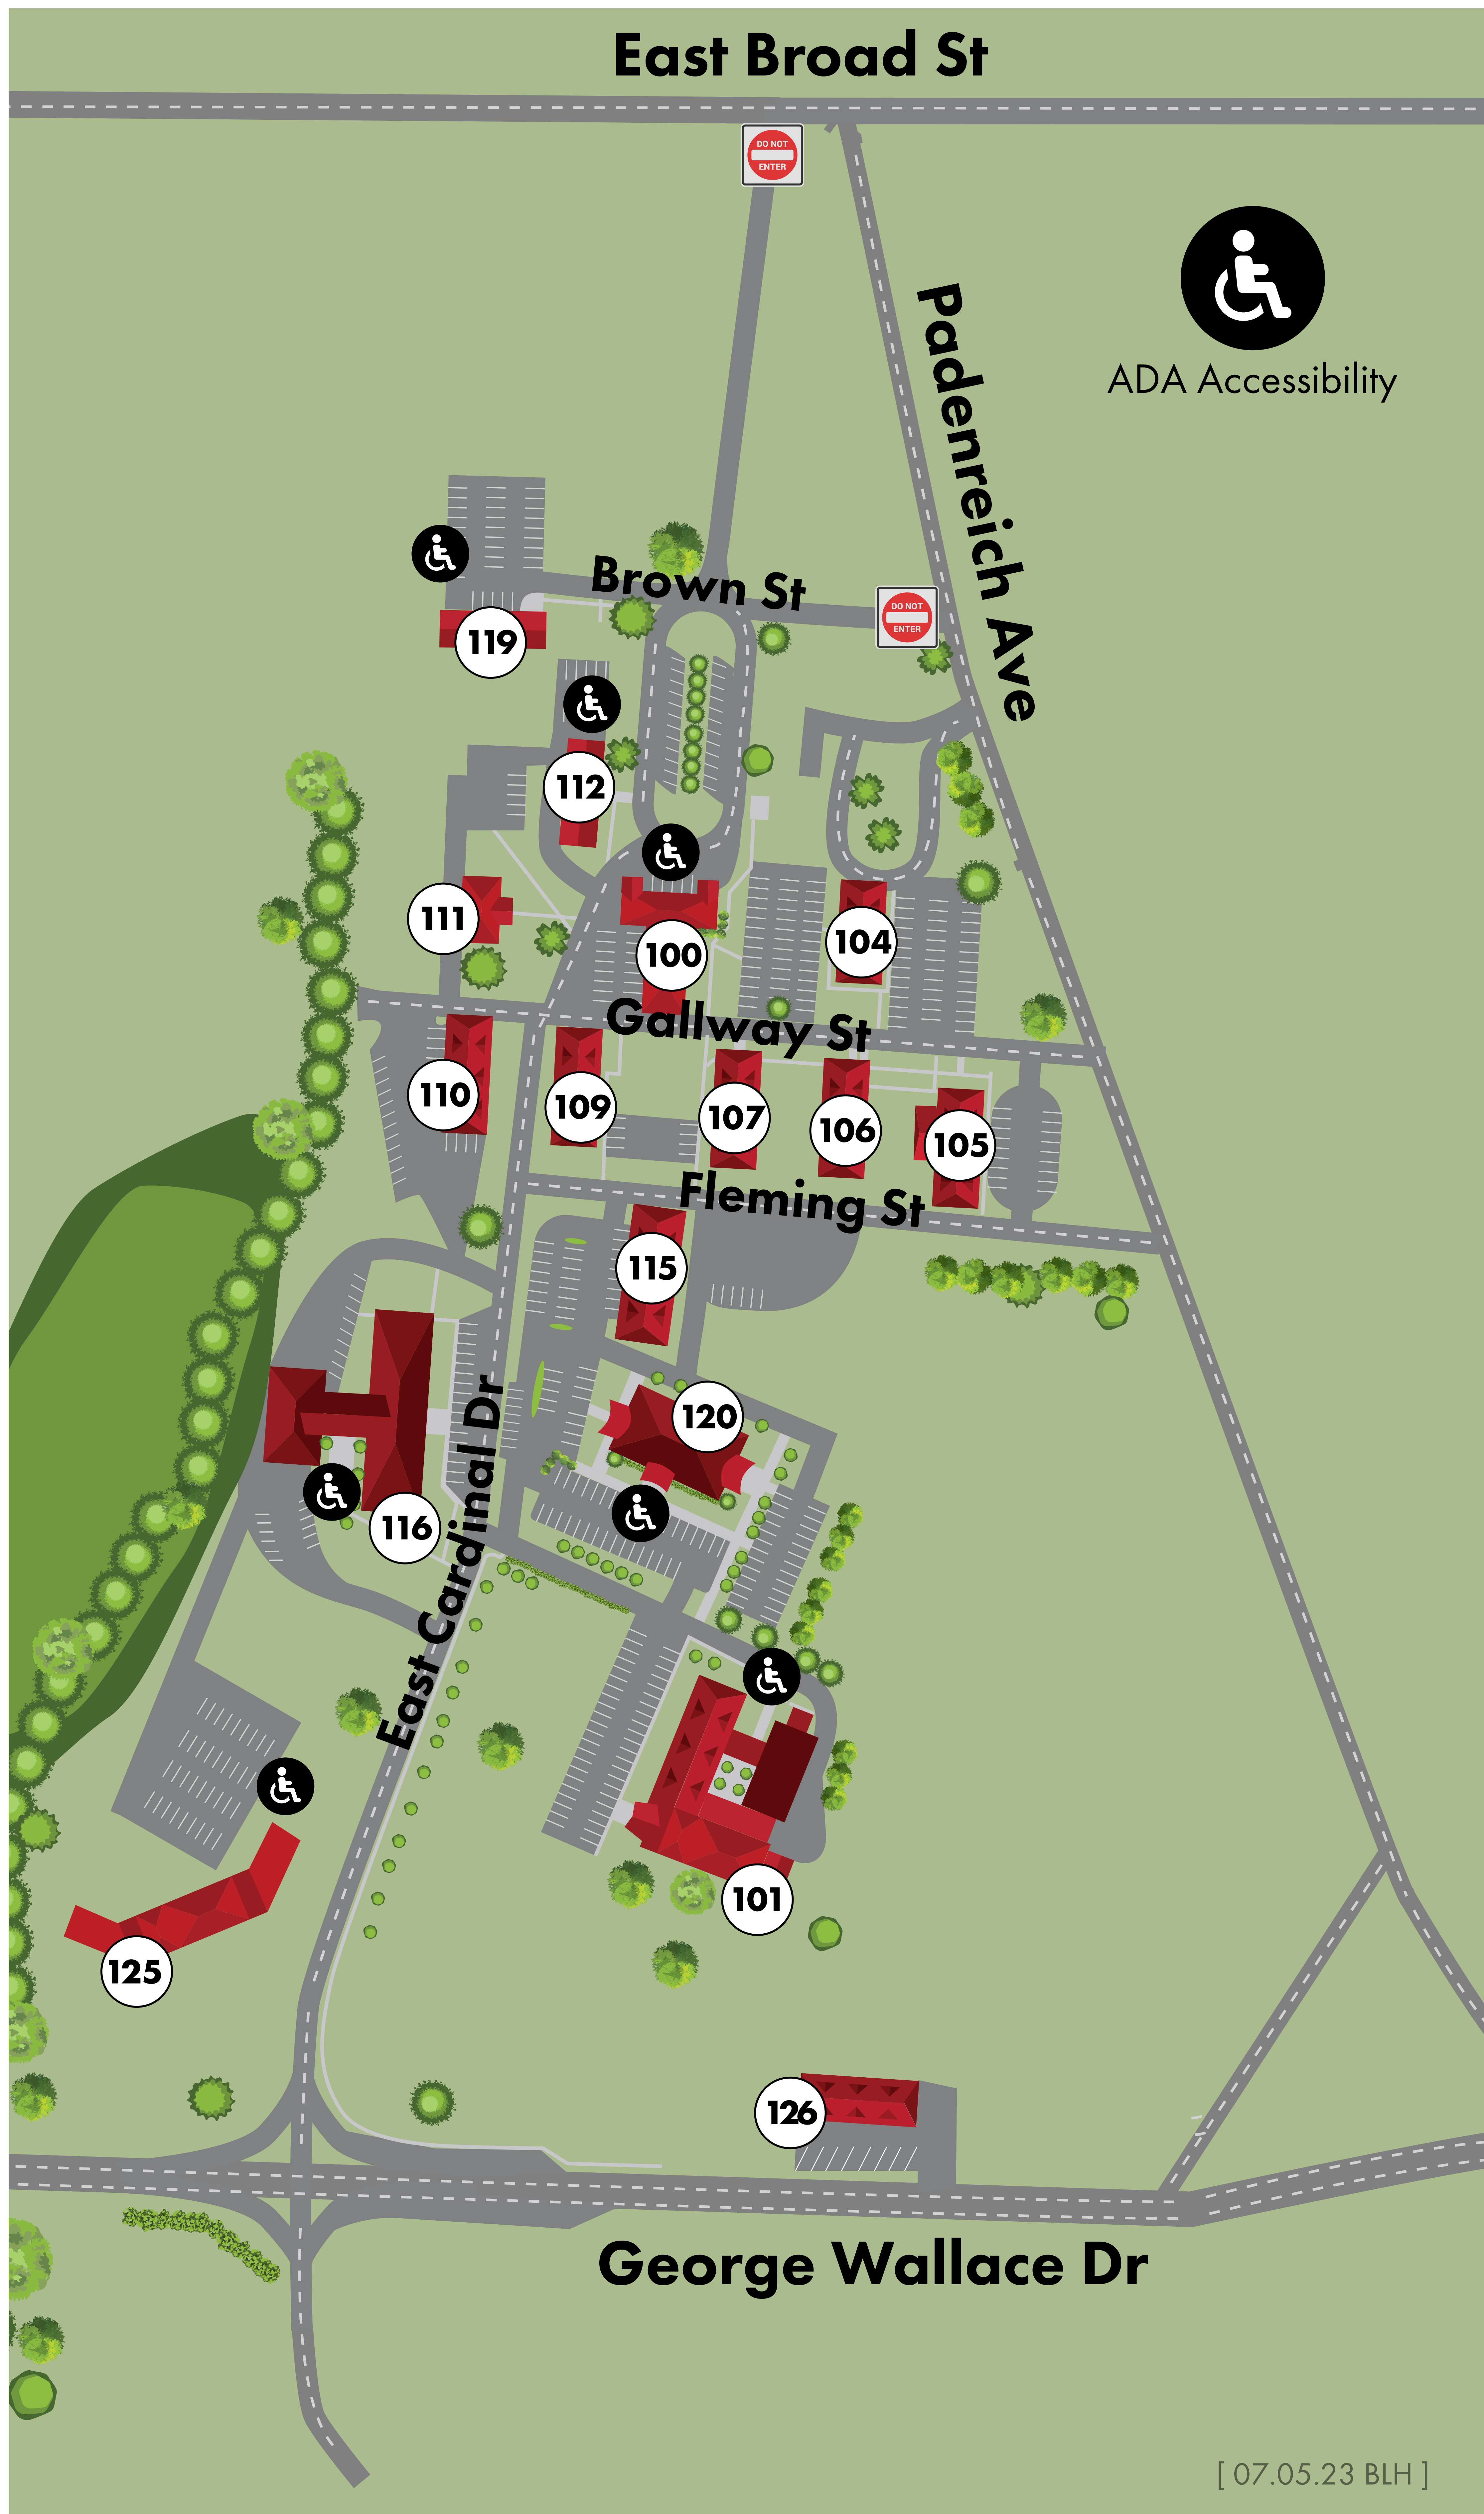 East Broad St
DO NOT
ENTER
Padenreich Ave
ADA Accessibility
Brown St
DO NOT
ENTER
119
112
111
100
104
Gallway St
110
109
107
106
105
Fleming St
115
120
116
East Cardinal Dr
101
125
126
George Wallace Dr
[ 07.05.23 BLH ]